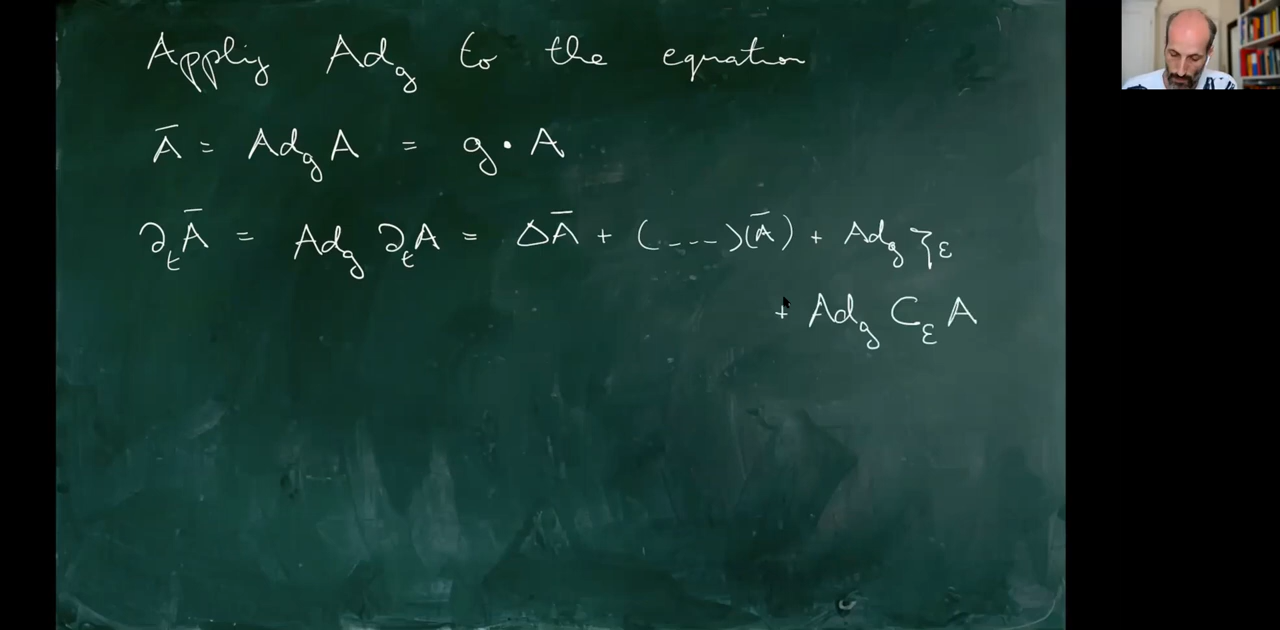 Apply Ad_g to the equation
Ā = Ad_g A = g · A
∂_t Ā = Ad_g ∂_t A = ΔĀ + (----)(Ā) + Ad_g ξ_ε
+ Ad_g C_ε A